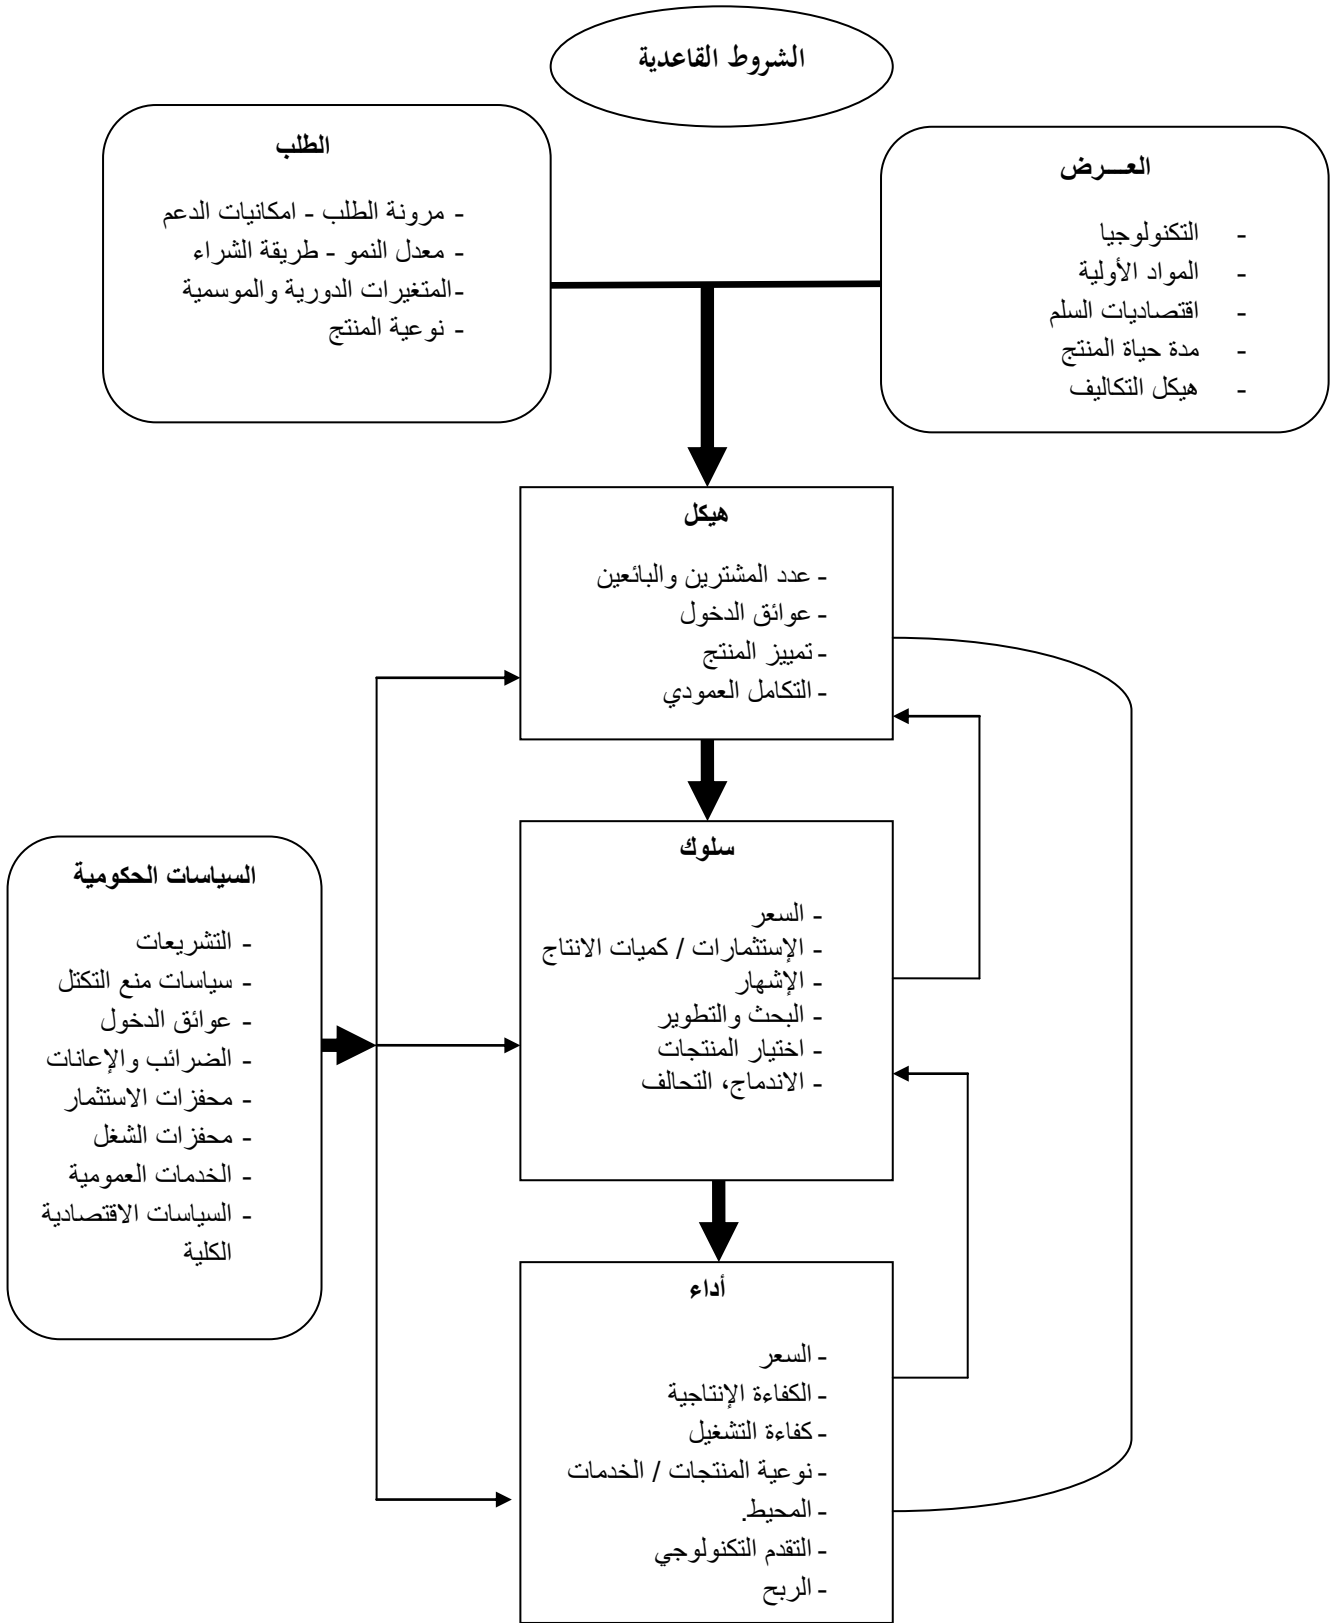 الشروط القاعدية
العـــرض
- التكنولوجيا
- المواد الأولية
- اقتصاديات السلم
- مدة حياة المنتج
- هيكل التكاليف
الطلب
- مرونة الطلب - امكانيات الدعم
- معدل النمو - طريقة الشراء
-المتغيرات الدورية والموسمية
- نوعية المنتج
هيكل
- عدد المشترين والبائعين
- عوائق الدخول
- تمييز المنتج
- التكامل العمودي
سلوك
- السعر
- الإستثمارات / كميات الانتاج
- الإشهار
- البحث والتطوير
- اختيار المنتجات
- الاندماج، التحالف
السياسات الحكومية
- التشريعات
- سياسات منع التكتل
- عوائق الدخول
- الضرائب والإعانات
- محفزات الاستثمار
- محفزات الشغل
- الخدمات العمومية
- السياسات الاقتصادية
الكلية
أداء
- السعر
- الكفاءة الإنتاجية
- كفاءة التشغيل
- نوعية المنتجات / الخدمات
- المحيط.
- التقدم التكنولوجي
- الربح